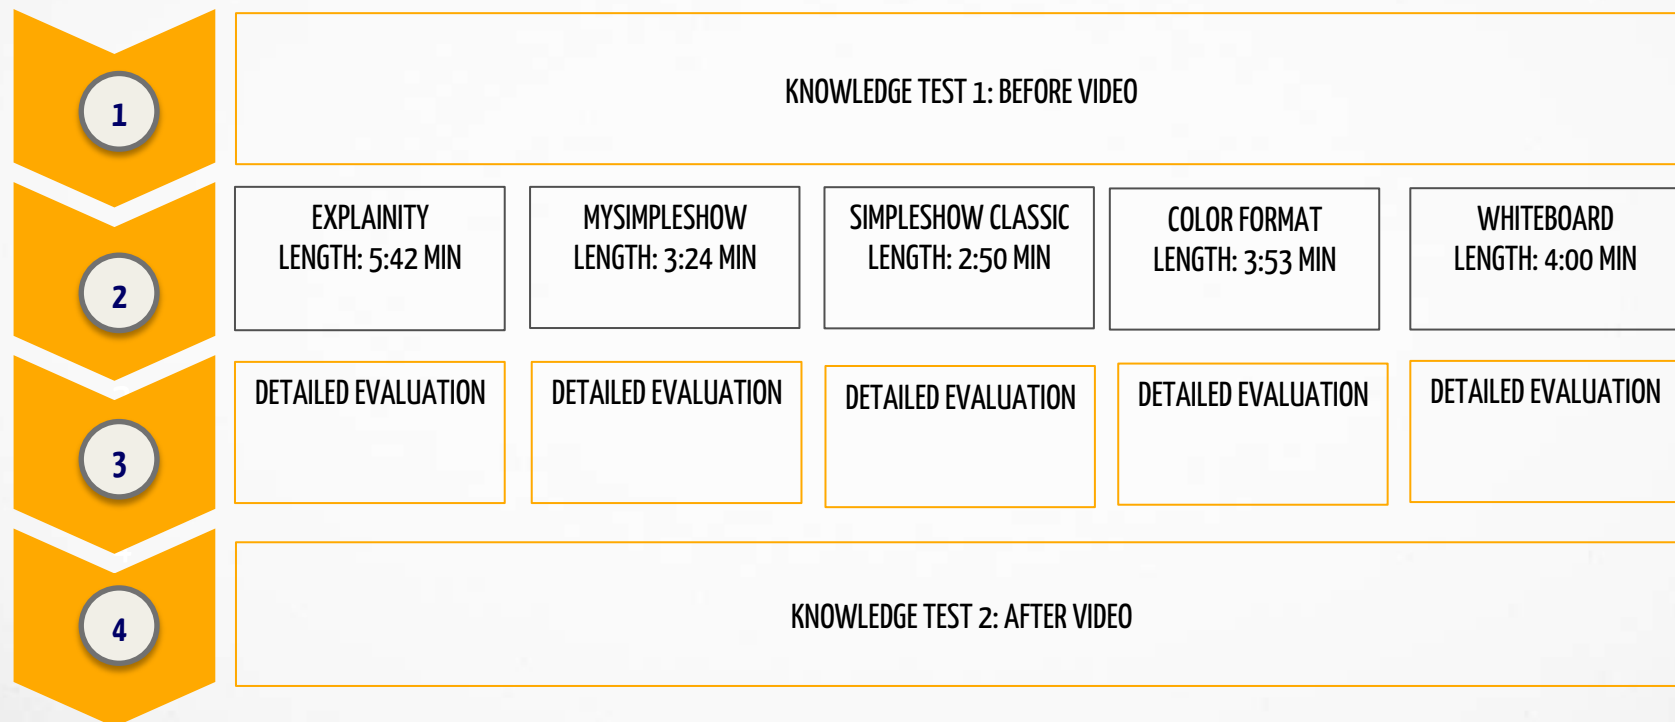 1
KNOWLEDGE TEST 1: BEFORE VIDEO
2
EXPLAINITY
LENGTH: 5:42 MIN
MYSIMPLESHOW
LENGTH: 3:24 MIN
SIMPLESHOW CLASSIC
LENGTH: 2:50 MIN
COLOR FORMAT
LENGTH: 3:53 MIN
WHITEBOARD
LENGTH: 4:00 MIN
3
DETAILED EVALUATION
DETAILED EVALUATION
DETAILED EVALUATION
DETAILED EVALUATION
DETAILED EVALUATION
4
KNOWLEDGE TEST 2: AFTER VIDEO